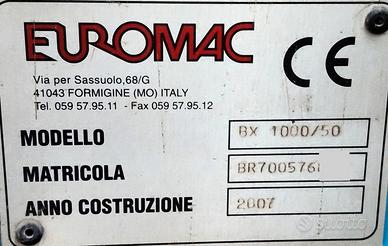 EUROMAC
CE
Via per Sassuolo,68/G
41043 FORMIGINE (MO) ITALY
Tel. 059 57.95.11 - Fax 059 57.95.12
MODELLO BX 1000/50
MATRICOLA
ANNO COSTRUZIONE 2007
subito